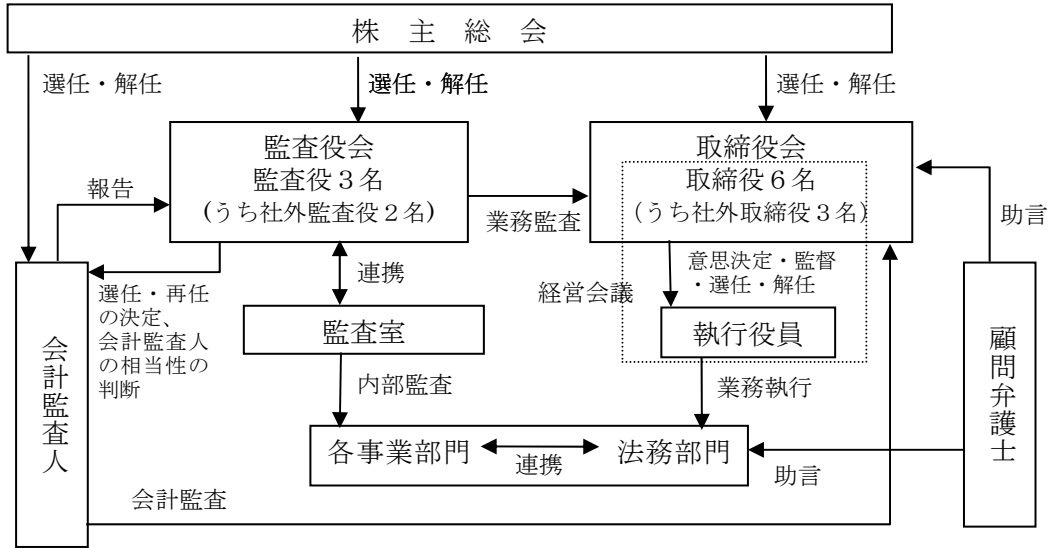 株　主　総　会
選任・解任
選任・解任
選任・解任
監査役会
監査役３名
(うち社外監査役２名)
取締役会
取締役６名
（うち社外取締役３名）
報告
業務監査
助言
連携
意思決定・監督
・選任・解任
経営会議
選任・再任
の決定、
会計監査人
の相当性の
判断
監査室
執行役員
会計監査人
顧問弁護士
内部監査
業務執行
各事業部門
連携
法務部門
助言
会計監査